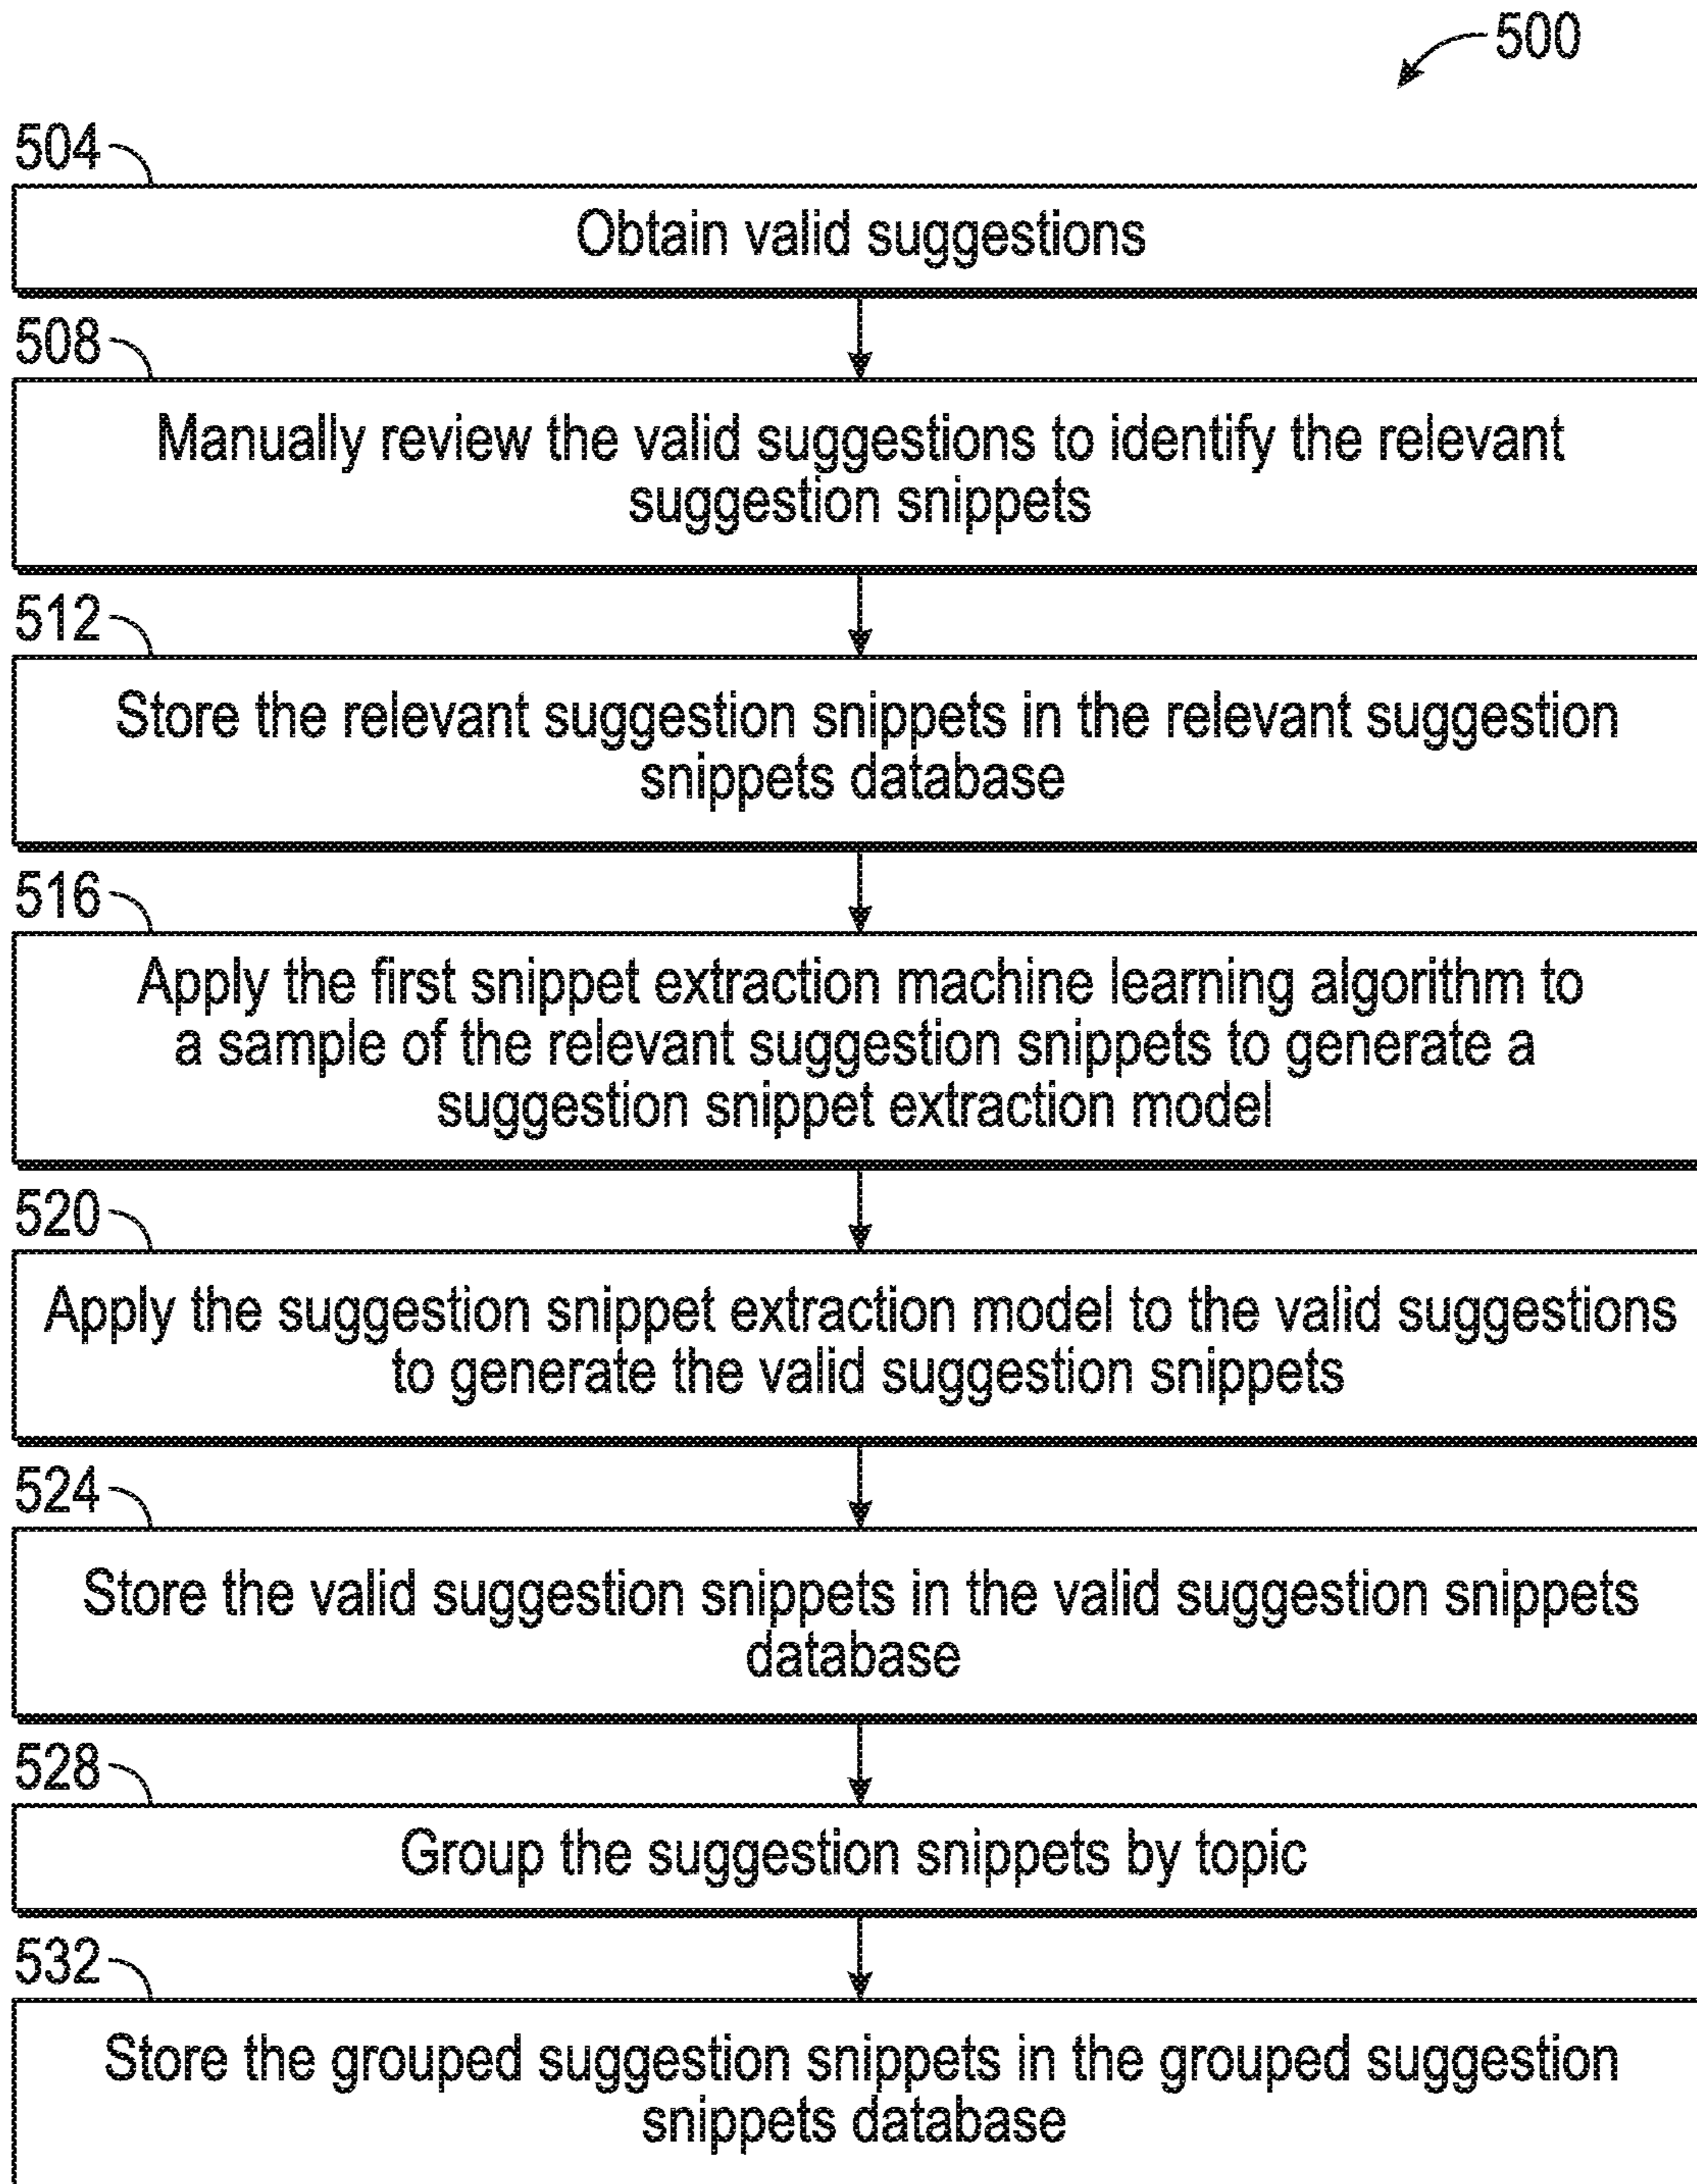 500
504
Obtain valid suggestions
508
Manually review the valid suggestions to identify the relevant
suggestion snippets
512
Store the relevant suggestion snippets in the relevant suggestion
snippets database
516
Apply the first snippet extraction machine learning algorithm to
a sample of the relevant suggestion snippets to generate a
suggestion snippet extraction model
520
Apply the suggestion snippet extraction model to the valid suggestions
to generate the valid suggestion snippets
524
Store the valid suggestion snippets in the valid suggestion snippets
database
528
Group the suggestion snippets by topic
532
Store the grouped suggestion snippets in the grouped suggestion
snippets database